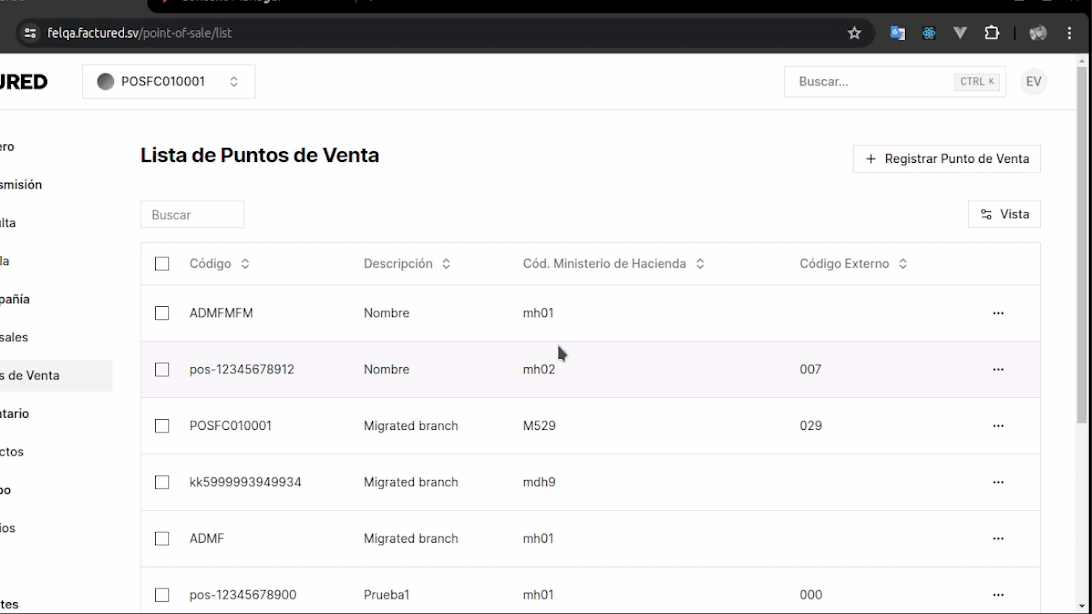 felqa.factured.sv/point-of-sale/list
URED
POSFC010001
Buscar...
CTRL K
EV
ero
smisión
ulta
la
pañía
sales
s de Venta
ntario
ctos
po
ios
tes
Lista de Puntos de Venta
+ Registrar Punto de Venta
Buscar
Vista
Código Descripción Cód. Ministerio de Hacienda Código Externo
ADMFMFM Nombre mh01 ...
pos-12345678912 Nombre mh02 007 ...
POSFC010001 Migrated branch M529 029 ...
kk5999993949934 Migrated branch mdh9 ...
ADMF Migrated branch mh01 ...
pos-12345678900 Prueba1 mh01 000 ...